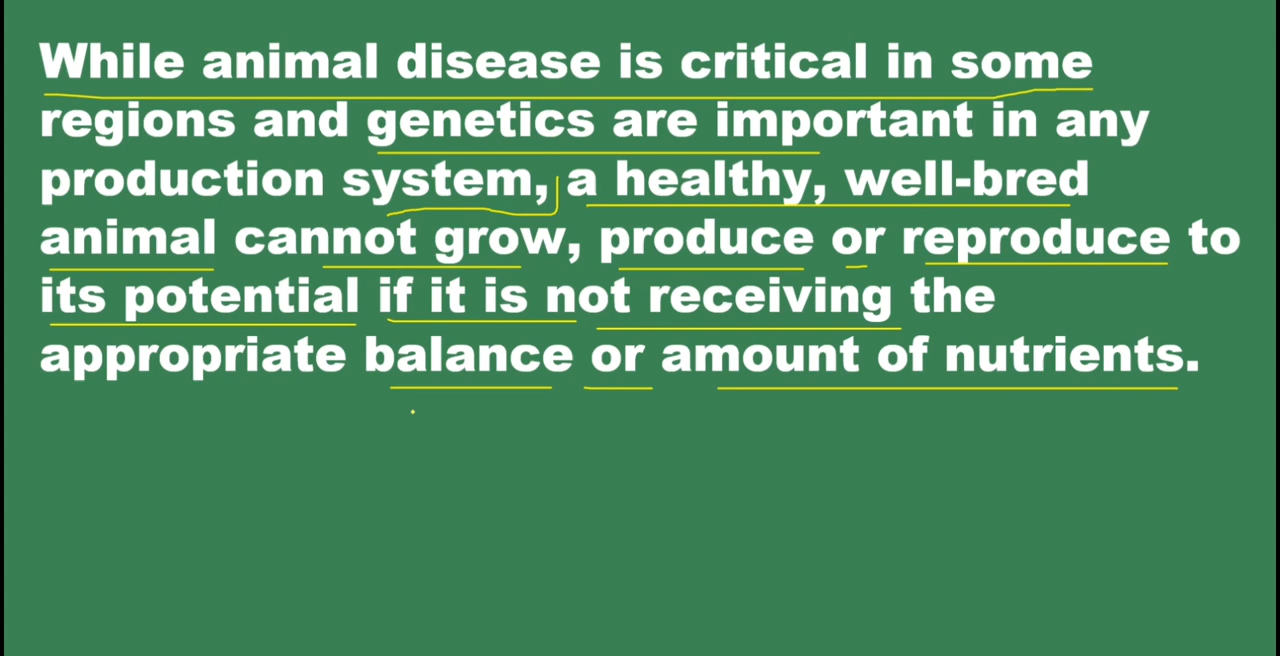 While animal disease is critical in some
regions and genetics are important in any
production system, a healthy, well-bred
animal cannot grow, produce or reproduce to
its potential if it is not receiving the
appropriate balance or amount of nutrients.